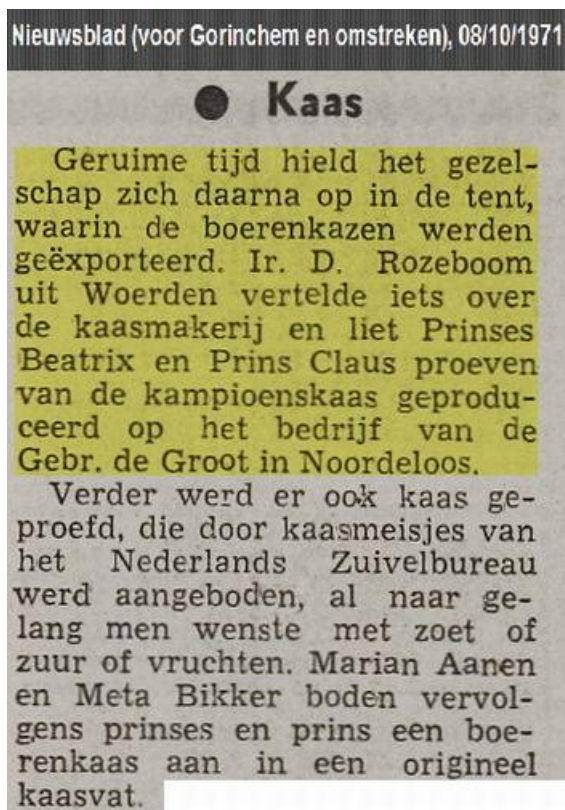 Nieuwsblad (voor Gorinchem en omstreken), 08/10/1971
● Kaas
Geruime tijd hield het gezel-
schap zich daarna op in de tent,
waarin de boerenkazen werden
geëxporteerd. Ir. D. Rozeboom
uit Woerden vertelde iets over
de kaasmakerij en liet Prinses
Beatrix en Prins Claus proeven
van de kampioenskaas geprodu-
ceerd op het bedrijf van de
Gebr. de Groot in Noordeloos.
Verder werd er ook kaas ge-
proefd, die door kaasmeisjes van
het Nederlands Zuivelbureau
werd aangeboden, al naar ge-
lang men wenste met zoet of
zuur of vruchten. Marian Aanen
en Meta Bikker boden vervol-
gens prinses en prins een boe-
renkaas aan in een origineel
kaasvat.